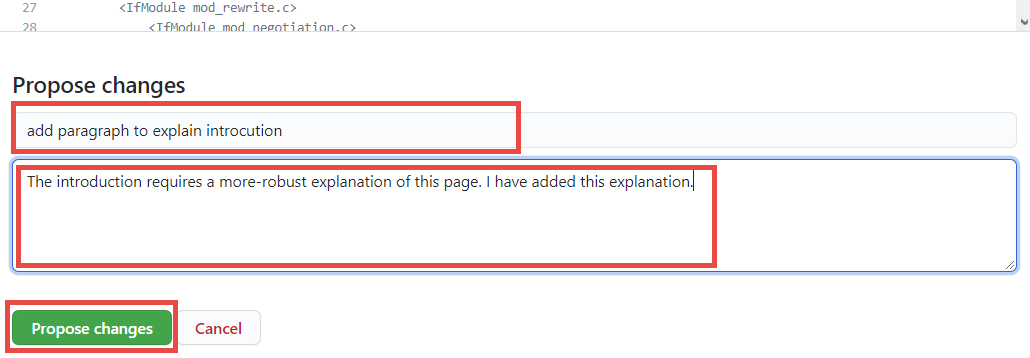 27 <IfModule mod_rewrite.c>
28 <IfModule mod_negotiation.c>
Propose changes
add paragraph to explain introcution
The introduction requires a more-robust explanation of this page. I have added this explanation.
Propose changes Cancel